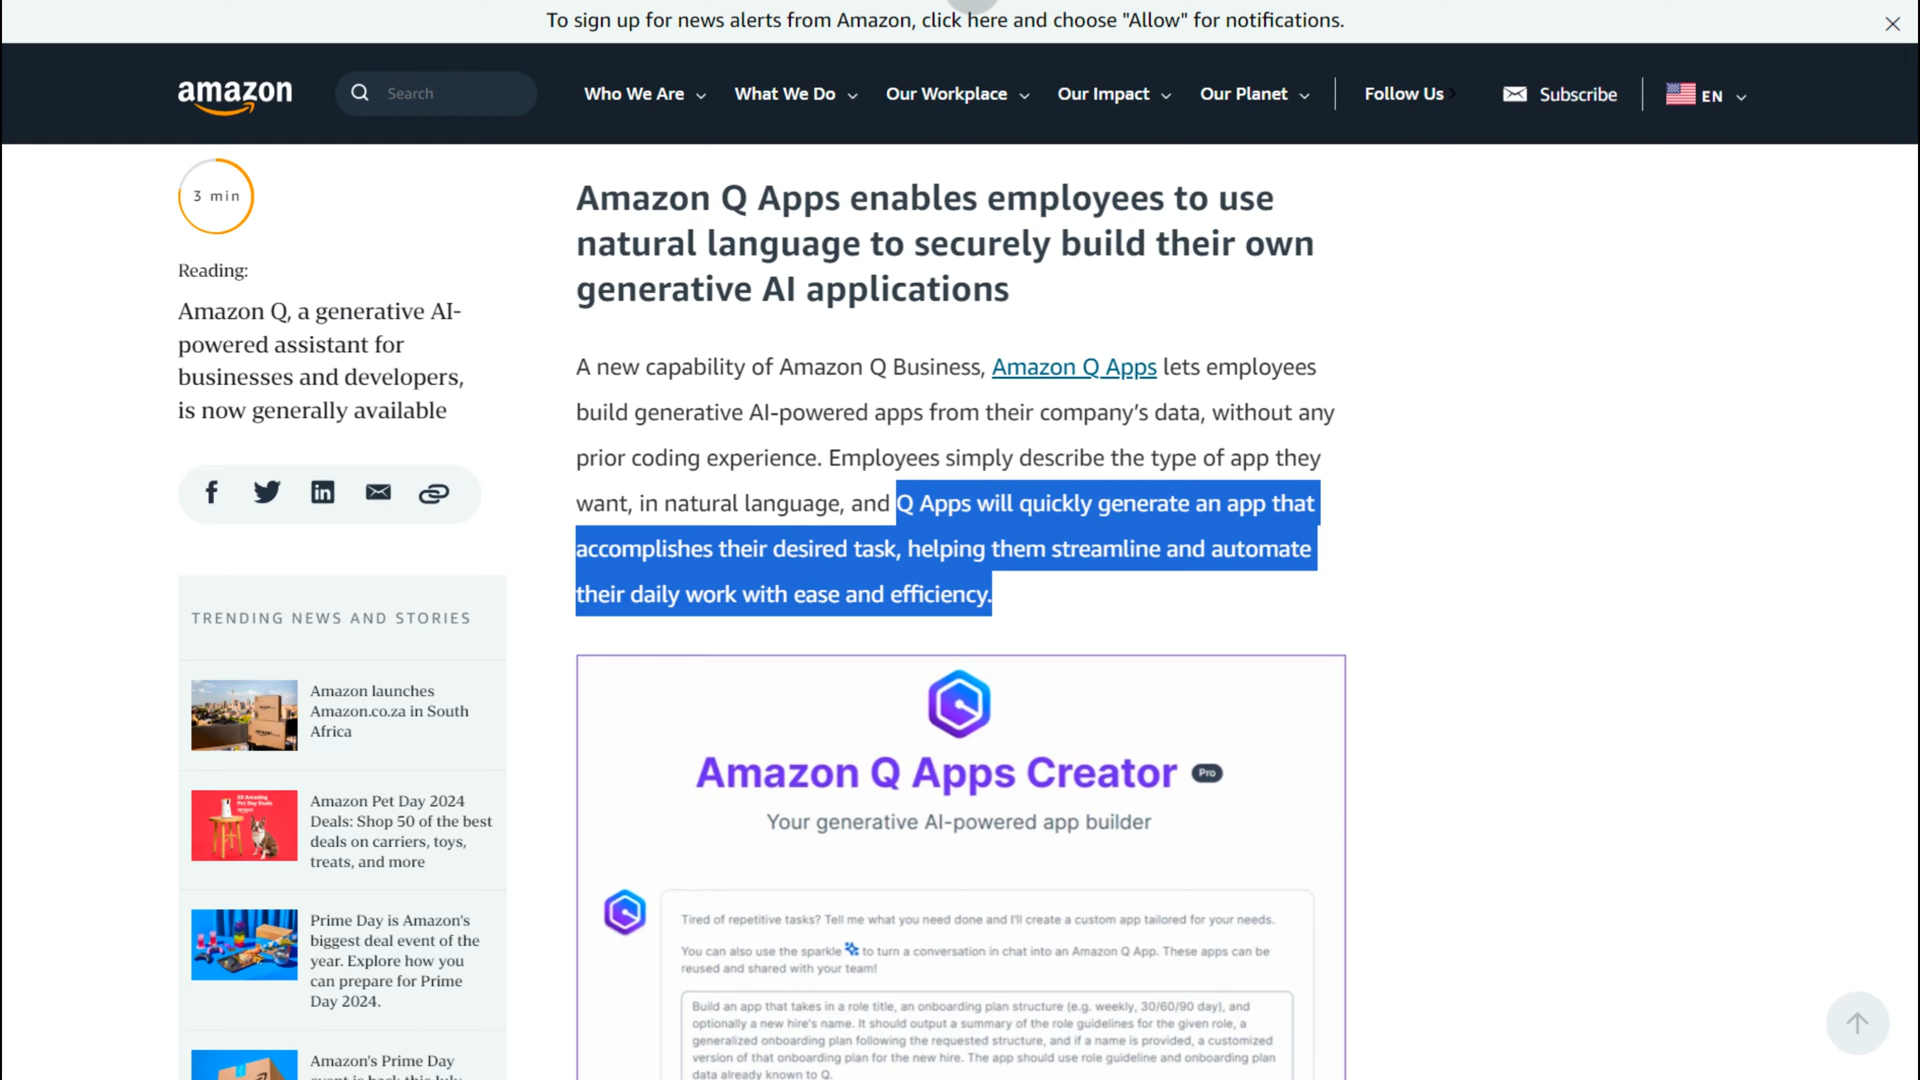 To sign up for news alerts from Amazon, click here and choose "Allow" for notifications.
amazon
Search
Who We Are
What We Do
Our Workplace
Our Impact
Our Planet
Follow Us
Subscribe
EN
3 min
Reading:
Amazon Q, a generative AI-
powered assistant for
businesses and developers,
is now generally available
TRENDING NEWS AND STORIES
Amazon launches
Amazon.co.za in South
Africa
Amazon Pet Day 2024
Deals: Shop 50 of the best
deals on carriers, toys,
treats, and more
Prime Day is Amazon's
biggest deal event of the
year. Explore how you
can prepare for Prime
Day 2024.
Amazon's Prime Day
Amazon Q Apps enables employees to use
natural language to securely build their own
generative AI applications
A new capability of Amazon Q Business, Amazon Q Apps lets employees
build generative AI-powered apps from their company's data, without any
prior coding experience. Employees simply describe the type of app they
want, in natural language, and Q Apps will quickly generate an app that
accomplishes their desired task, helping them streamline and automate
their daily work with ease and efficiency.
Amazon Q Apps Creator Pro
Your generative AI-powered app builder
Tired of repetitive tasks? Tell me what you need done and I'll create a custom app tailored for your needs.
You can also use the sparkle to turn a conversation in chat into an Amazon Q App. These apps can be
reused and shared with your team!
Build an app that takes in a role title, an onboarding plan structure (e.g. weekly, 30/60/90 day), and
optionally a new hire's name. It should output a summary of the role guidelines for the given role, a
generalized onboarding plan following the requested structure, and if a name is provided, a customized
version of that onboarding plan for the new hire. The app should use role guideline and onboarding plan
data already known to Q.